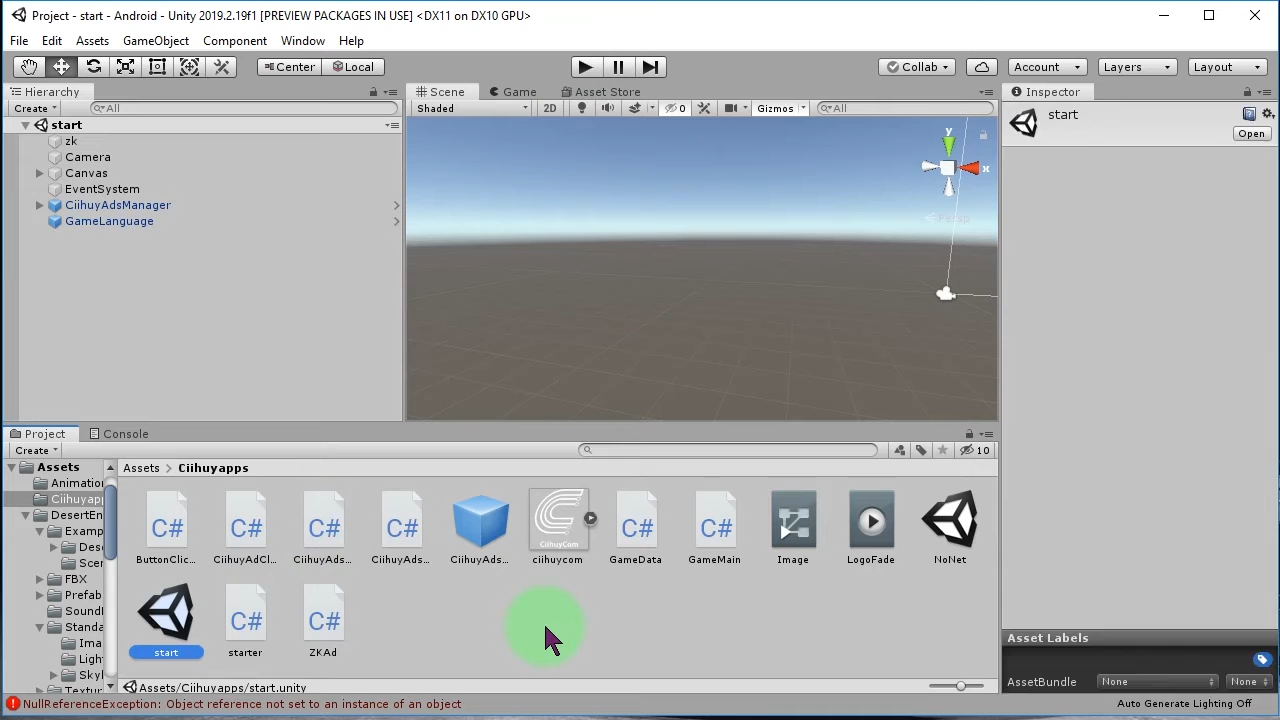 Project - start - Android - Unity 2019.2.19f1 [PREVIEW PACKAGES IN USE] <DX11 on DX10 GPU>
File Edit Assets GameObject Component Window Help
Center Local Collab Account Layers Layout
Hierarchy Scene Game Asset Store Inspector
Create All Shaded 2D 0 Gizmos All
start
Open
start
zk
Camera
Canvas
EventSystem
CiihuyAdsManager
GameLanguage
y
x
Persp
Project Console
Create 10
Assets
Animation
Ciihuyapp
DesertEn
Examp
Des
Scer
FBX
Prefab
Sound
Standa
Ima
Ligh
Skyl
Textur
Assets > Ciihuyapps
C# C# C# C# CiihuyCom C# C#
ButtonClic... CiihuyAdCl... CiihuyAds... CiihuyAds... CiihuyAds... ciihuycom GameData GameMain Image LogoFade NoNet
C# C#
start starter ZKAd
Assets/Ciihuyapps/start.unity
Asset Labels
AssetBundle None None
NullReferenceException: Object reference not set to an instance of an object
Auto Generate Lighting Off